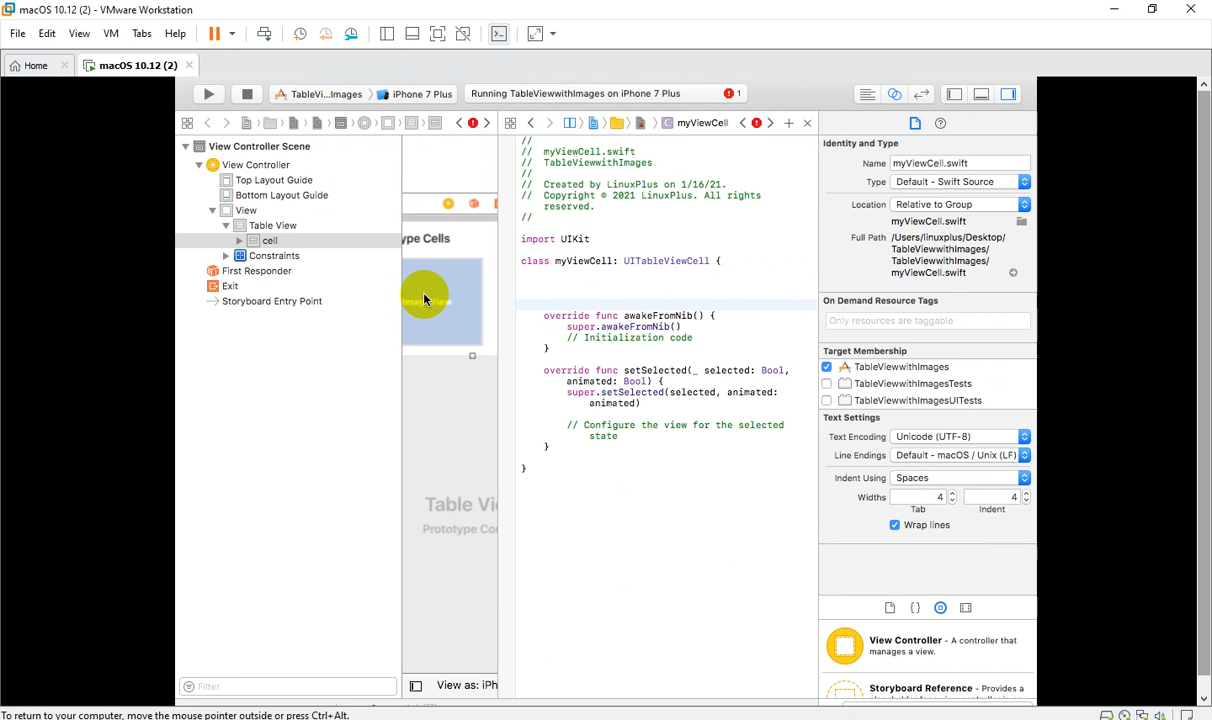 macOS 10.12 (2) - VMware Workstation
File Edit View VM Tabs Help
Home macOS 10.12 (2)
TableVi...Images iPhone 7 Plus Running TableViewwithImages on iPhone 7 Plus 1
myViewCell
View Controller Scene
View Controller
Top Layout Guide
Bottom Layout Guide
View
Table View
cell
Constraints
First Responder
Exit
Storyboard Entry Point
Filter
ype Cells
Table Vi
Prototype Con
View as: iPh
//
// myViewCell.swift
// TableViewwithImages
//
// Created by LinuxPlus on 1/16/21.
// Copyright © 2021 LinuxPlus. All rights
reserved.
//
import UIKit
class myViewCell: UITableViewCell {
override func awakeFromNib() {
super.awakeFromNib()
// Initialization code
}
override func setSelected(_ selected: Bool,
animated: Bool) {
super.setSelected(selected, animated:
animated)
// Configure the view for the selected
state
}
}
Identity and Type
Name myViewCell.swift
Type Default - Swift Source
Location Relative to Group
myViewCell.swift
Full Path /Users/linuxplus/Desktop/
TableViewwithImages/
TableViewwithImages/
myViewCell.swift
On Demand Resource Tags
Only resources are taggable
Target Membership
TableViewwithImages
TableViewwithImagesTests
TableViewwithImagesUITests
Text Settings
Text Encoding Unicode (UTF-8)
Line Endings Default - macOS / Unix (LF)
Indent Using Spaces
Widths 4 4
Tab Indent
Wrap lines
{ }
View Controller - A controller that
manages a view.
Storyboard Reference - Provides a
To return to your computer, move the mouse pointer outside or press Ctrl+Alt.